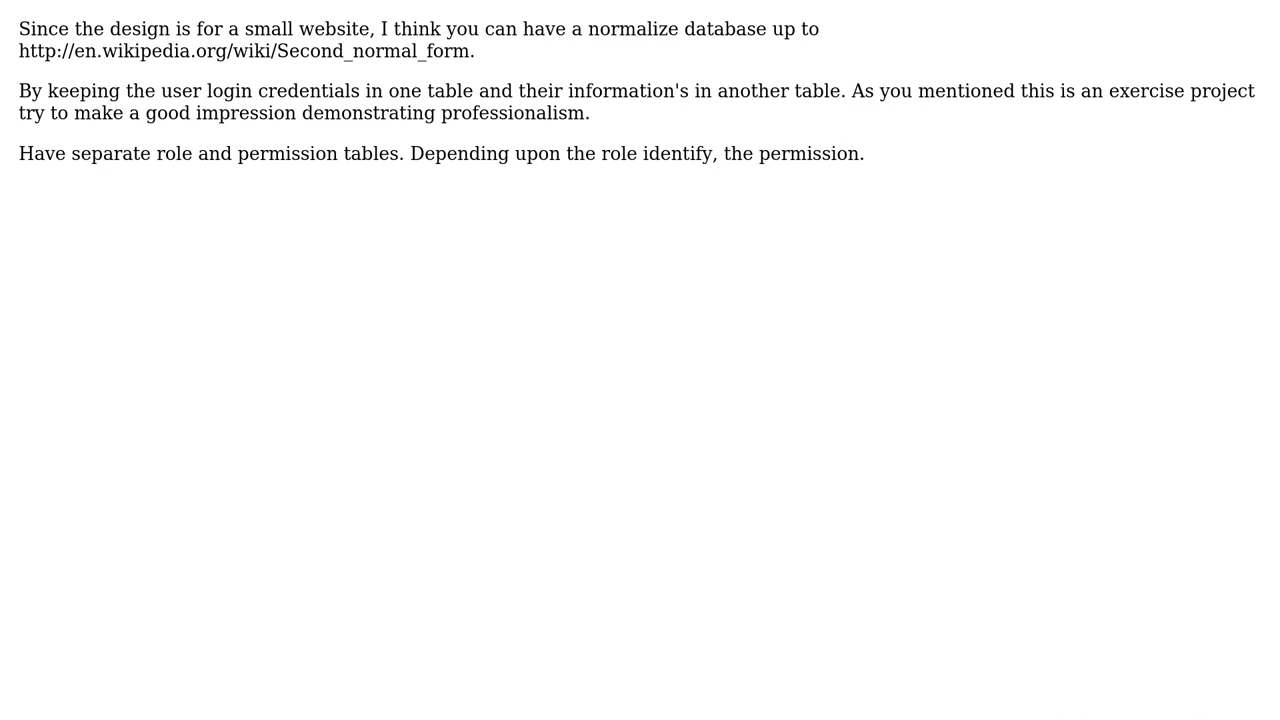 Since the design is for a small website, I think you can have a normalize database up to
http://en.wikipedia.org/wiki/Second_normal_form.
By keeping the user login credentials in one table and their information's in another table. As you mentioned this is an exercise project
try to make a good impression demonstrating professionalism.
Have separate role and permission tables. Depending upon the role identify, the permission.